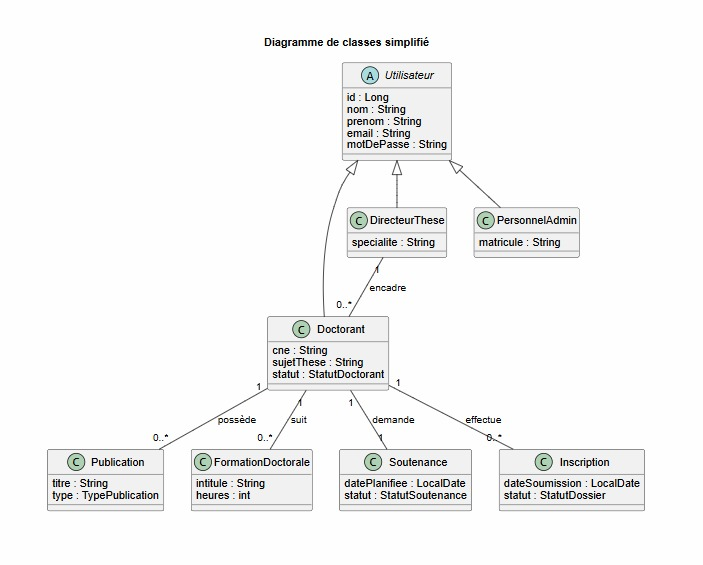 Diagramme de classes simplifié
A Utilisateur
id : Long
nom : String
prenom : String
email : String
motDePasse : String
C DirecteurThese
specialite : String
C PersonnelAdmin
matricule : String
1
encadre
0..*
C Doctorant
cne : String
sujetThese : String
statut : StatutDoctorant
1 1 1 1
possède suit demande effectue
0..* 0..* 1 0..*
C Publication
titre : String
type : TypePublication
C FormationDoctorale
intitule : String
heures : int
C Soutenance
datePlanifiee : LocalDate
statut : StatutSoutenance
C Inscription
dateSoumission : LocalDate
statut : StatutDossier